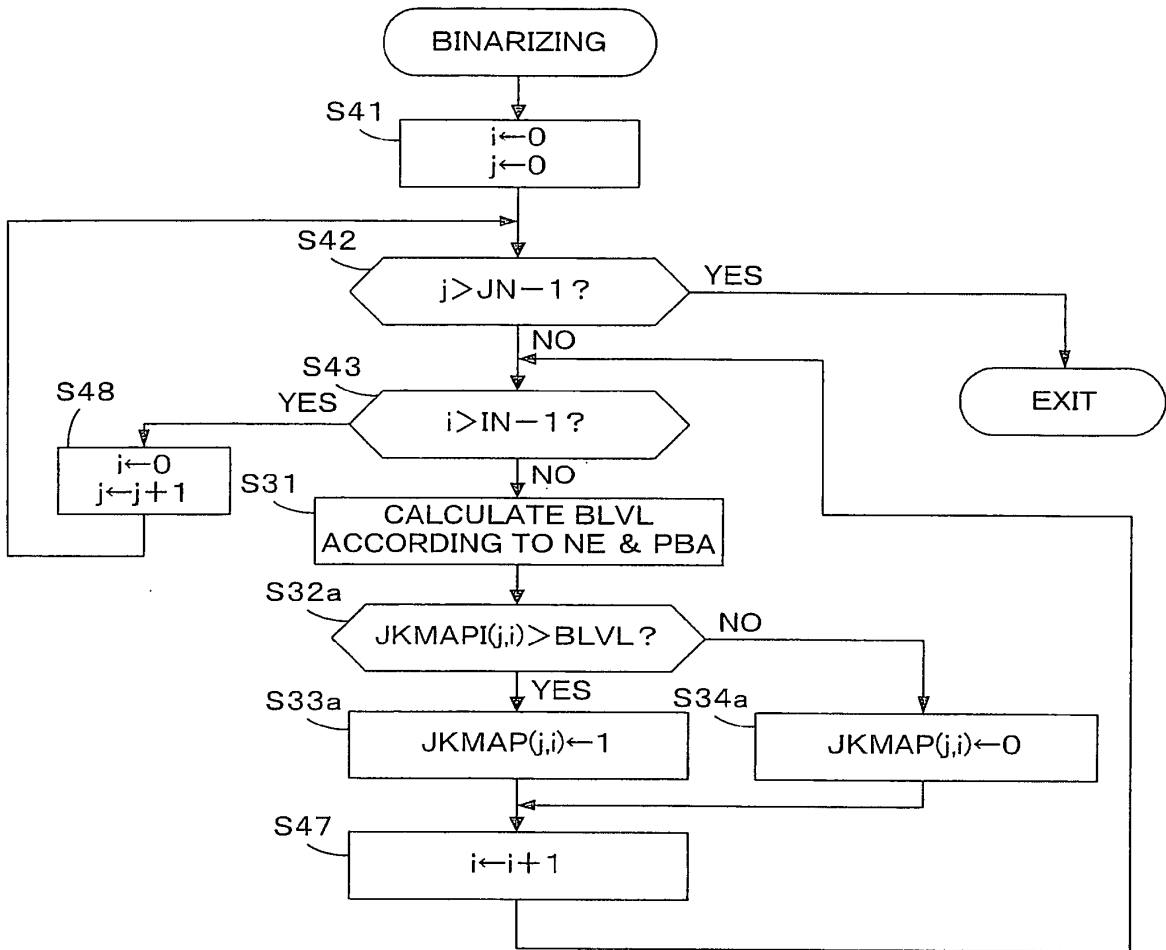 BINARIZING
S41
i←0
j←0
S42
j>JN−1?
YES
NO
S43
YES
i>IN−1?
EXIT
S48
i←0
j←j+1
NO
S31
CALCULATE BLVL
ACCORDING TO NE & PBA
S32a
JKMAPI(j,i)>BLVL?
NO
YES
S33a
JKMAP(j,i)←1
S34a
JKMAP(j,i)←0
S47
i←i+1